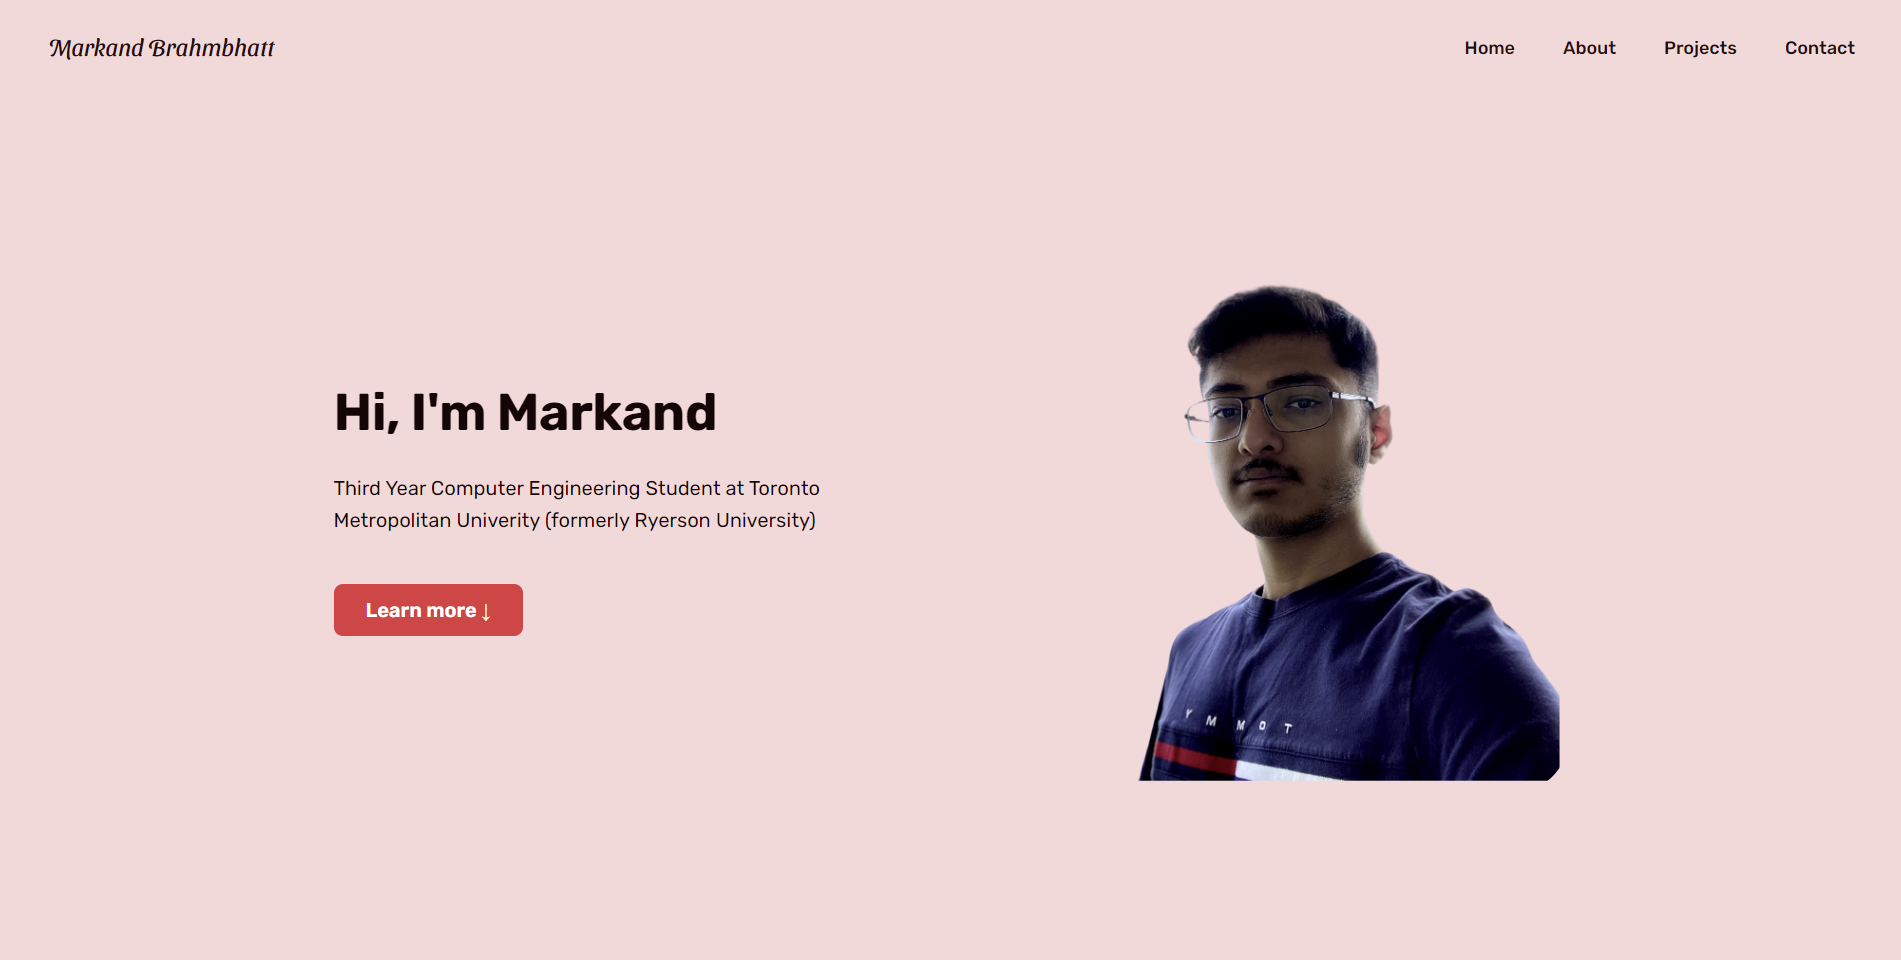 Markand Brahmbhatt
Home About Projects Contact
Hi, I'm Markand
Third Year Computer Engineering Student at Toronto
Metropolitan Univerity (formerly Ryerson University)
Learn more ↓
Y M M O T